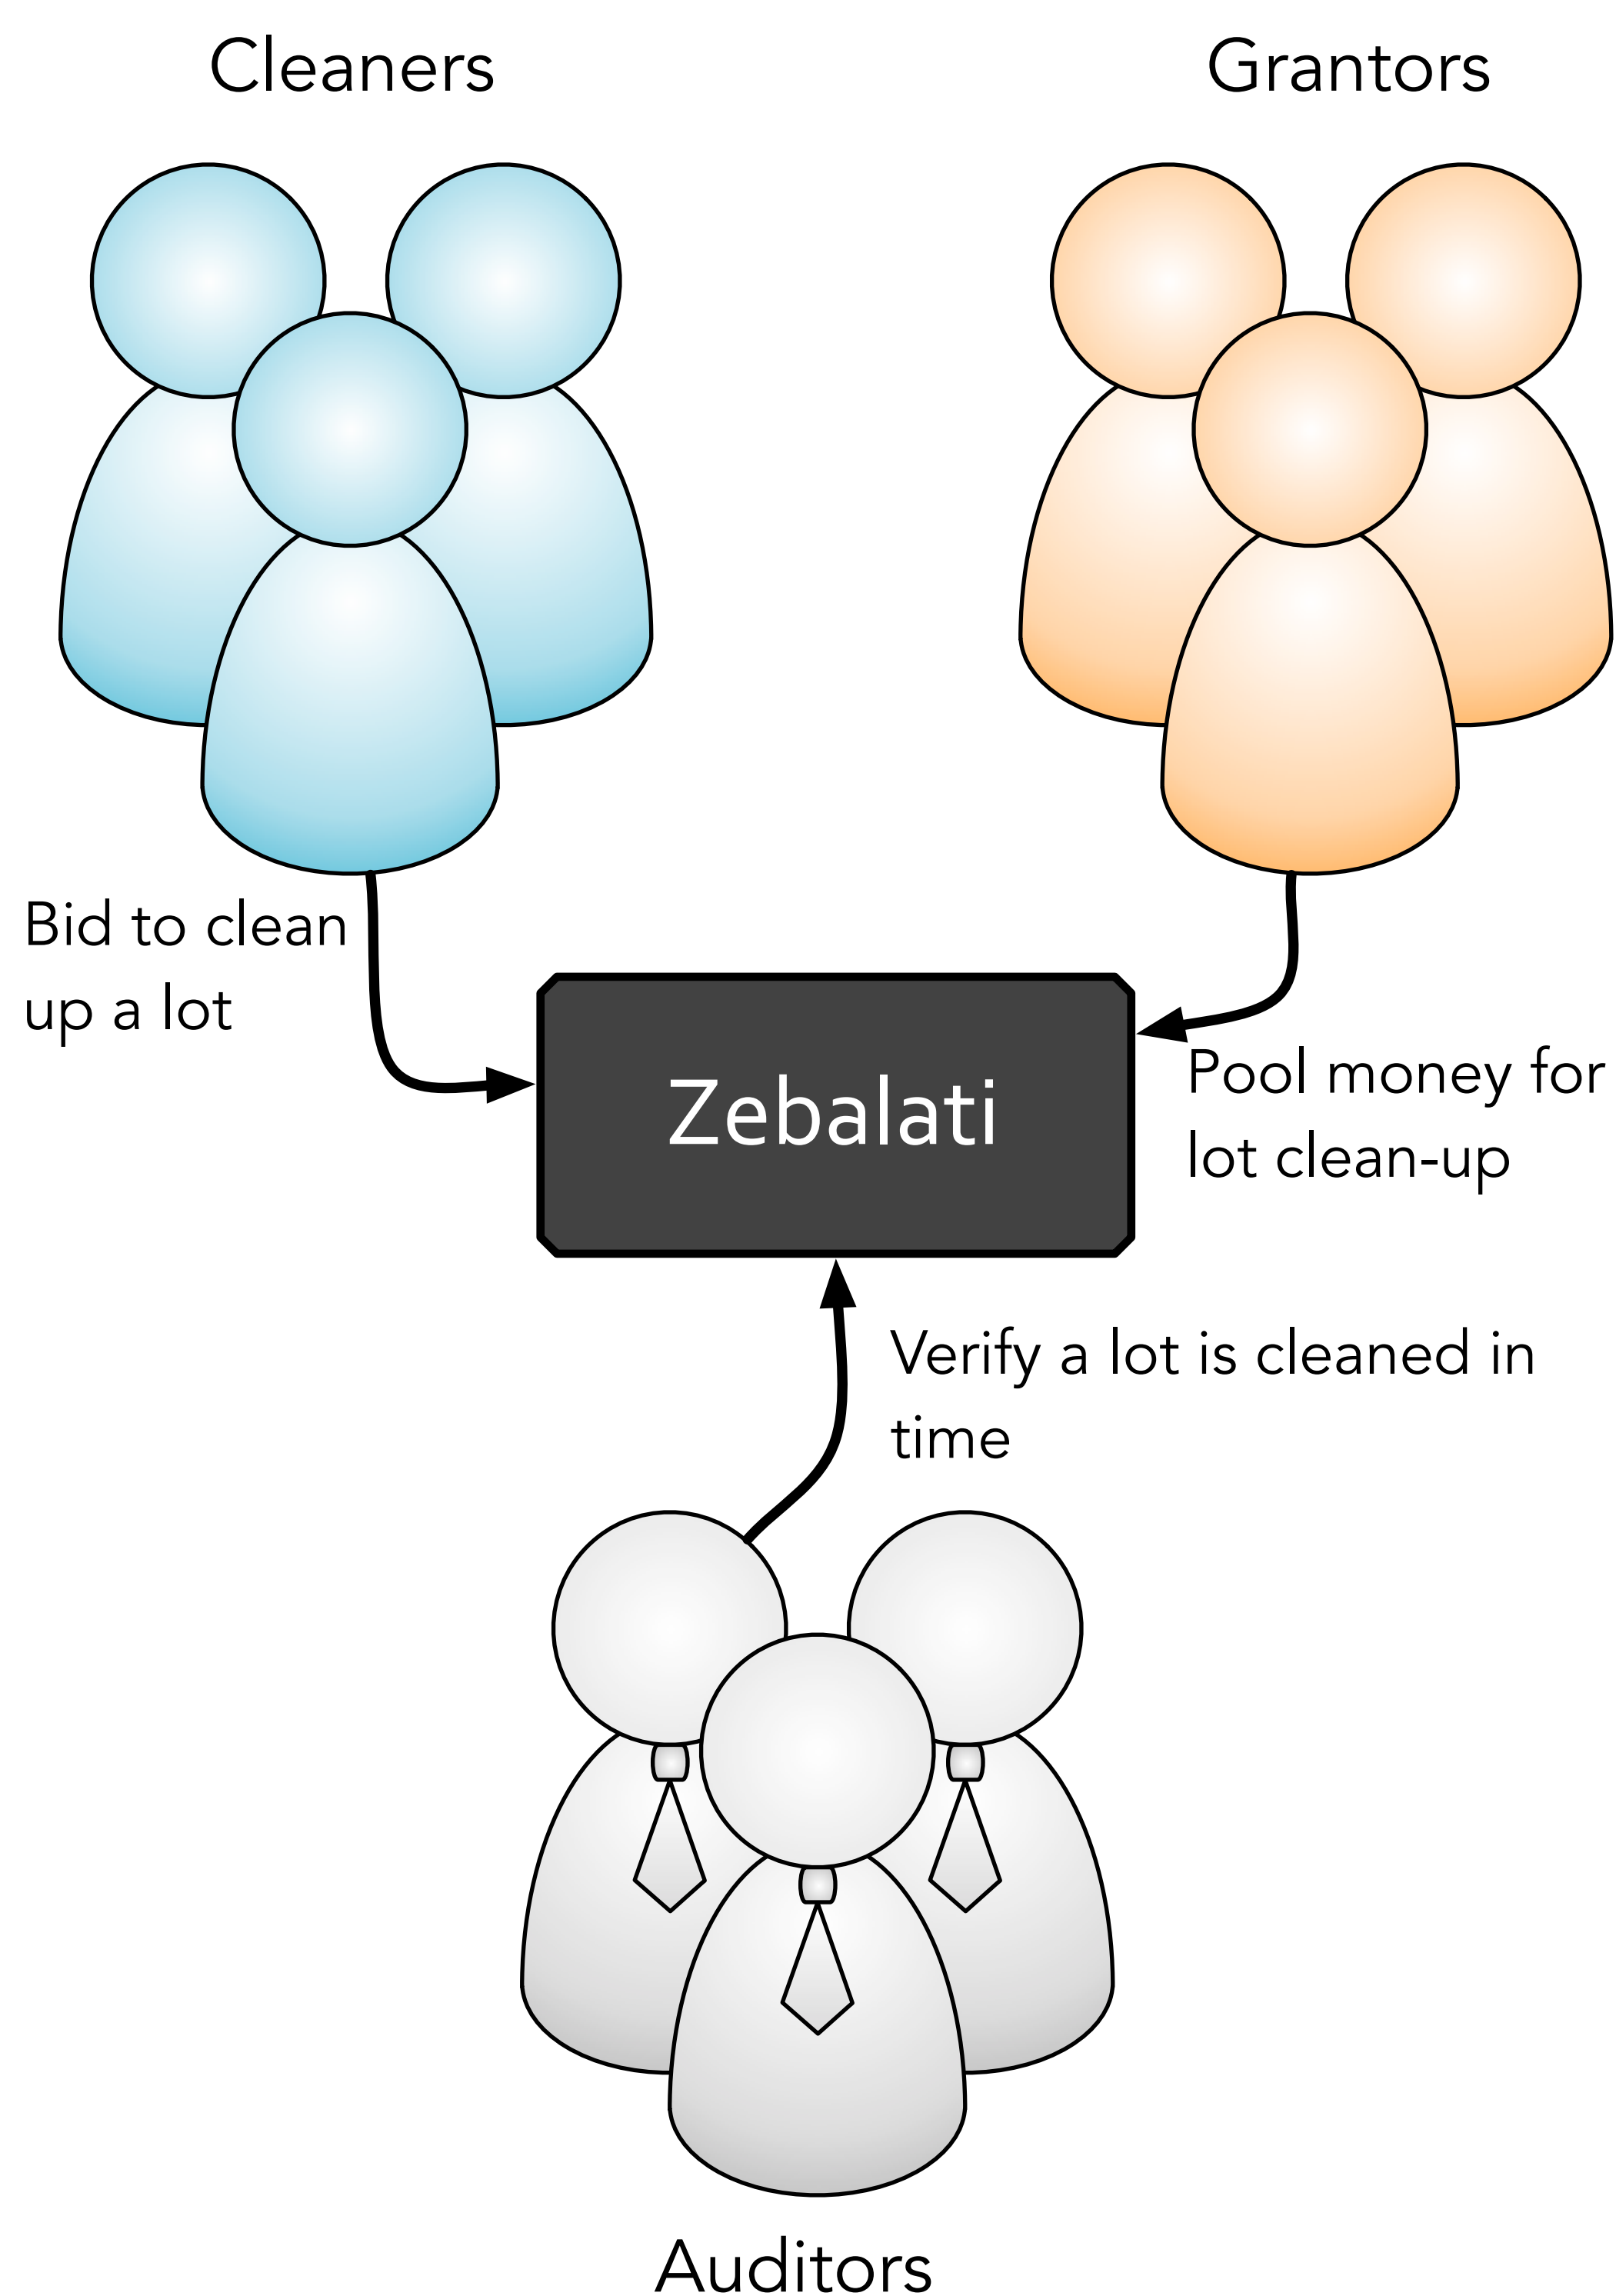 Cleaners
Grantors
Bid to clean
up a lot
Zebalati
Pool money for
lot clean-up
Verify a lot is cleaned in
time
Auditors